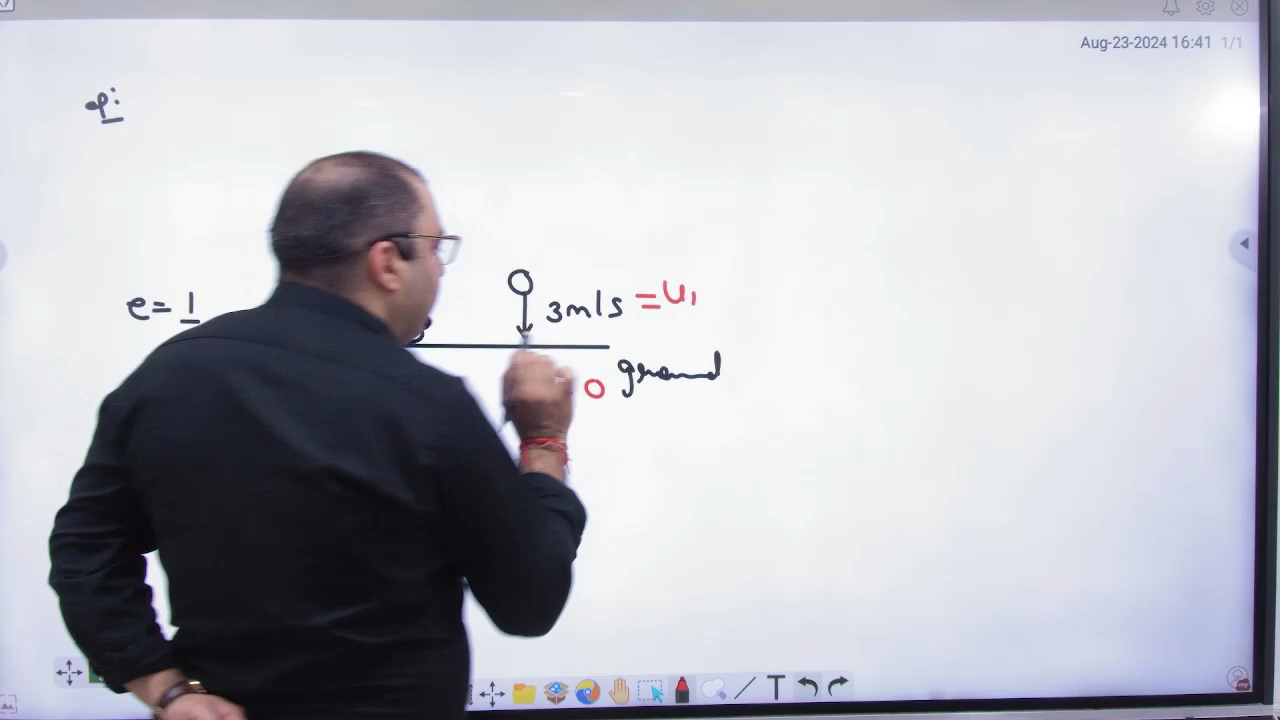 Aug-23-2024 16:41 1/1
Q:
e = 1
3m/s = u₁
ground
0
T